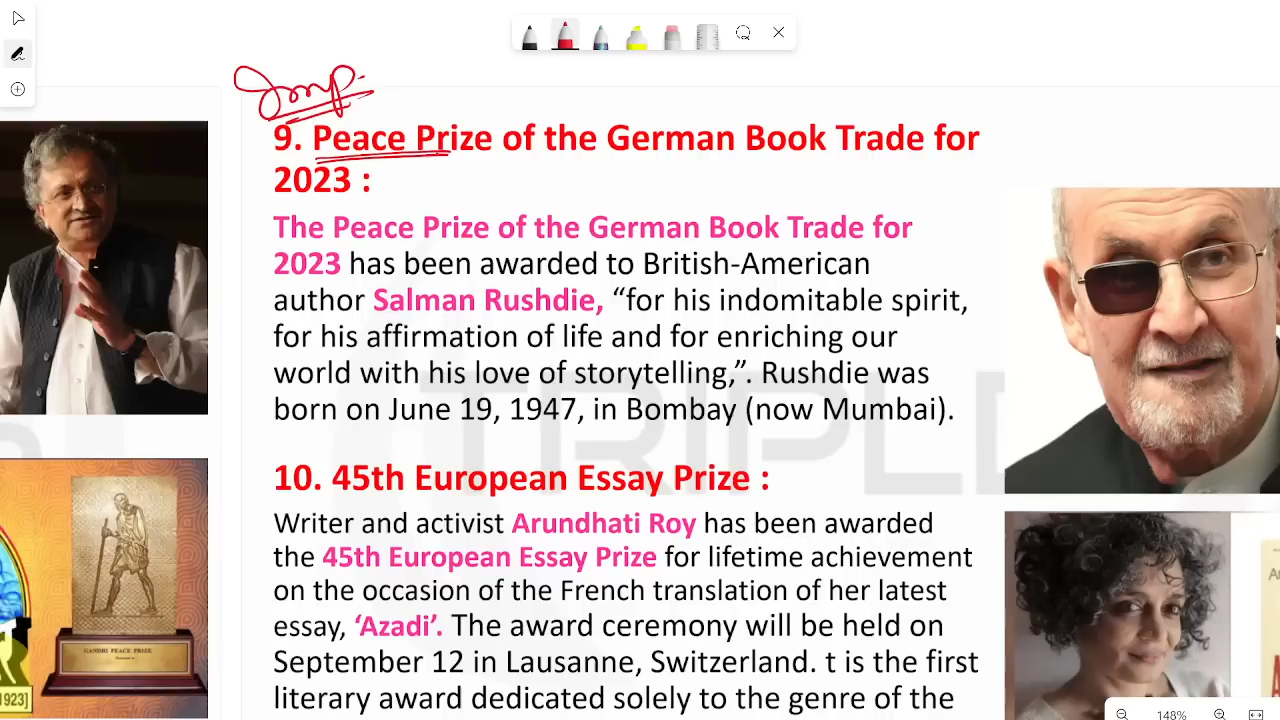 Imp.
9. Peace Prize of the German Book Trade for
2023 :
The Peace Prize of the German Book Trade for
2023 has been awarded to British-American
author Salman Rushdie, “for his indomitable spirit,
for his affirmation of life and for enriching our
world with his love of storytelling,”. Rushdie was
born on June 19, 1947, in Bombay (now Mumbai).
TRIPL
10. 45th European Essay Prize :
Writer and activist Arundhati Roy has been awarded
the 45th European Essay Prize for lifetime achievement
on the occasion of the French translation of her latest
essay, ‘Azadi’. The award ceremony will be held on
September 12 in Lausanne, Switzerland. t is the first
literary award dedicated solely to the genre of the
GANDHI PEACE PRIZE
1923]
148%